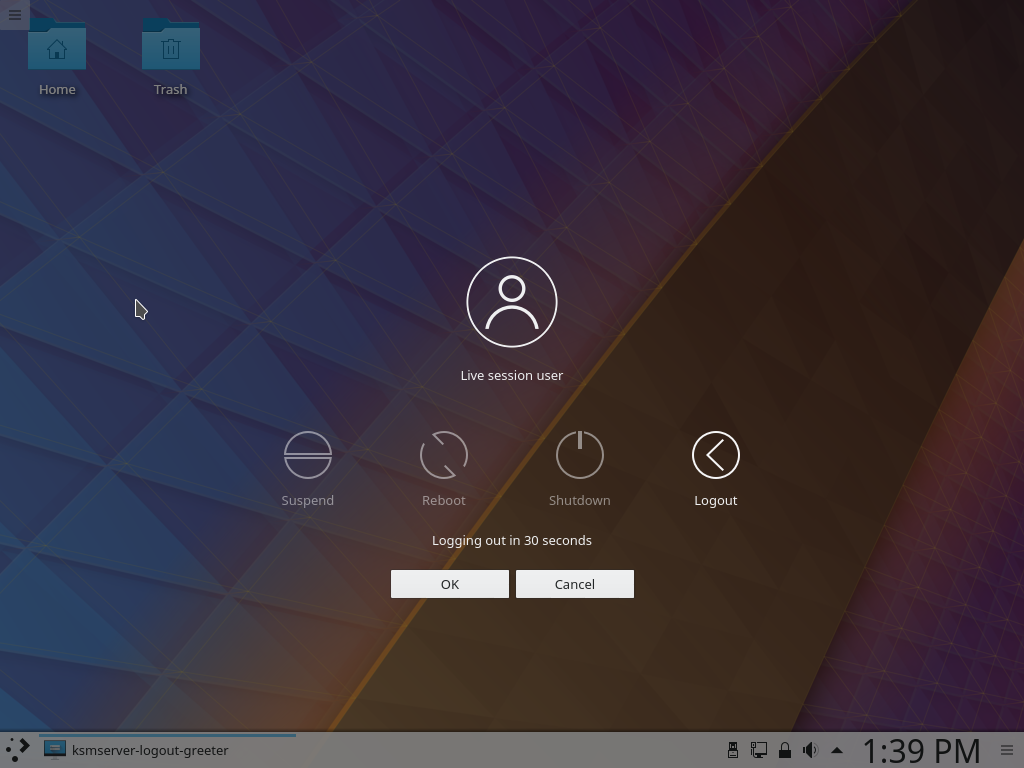 Home
Trash
Live session user
Suspend
Reboot
Shutdown
Logout
Logging out in 30 seconds
OK
Cancel
ksmserver-logout-greeter
1:39 PM